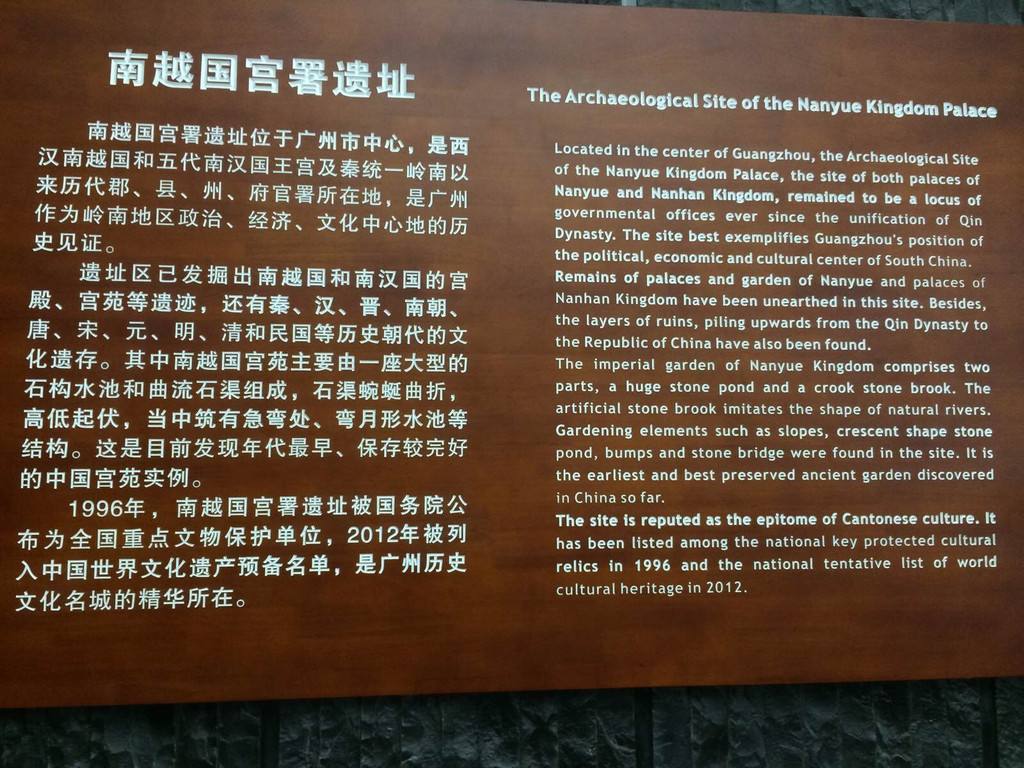 南越国宫署遗址
南越国宫署遗址位于广州市中心，是西
汉南越国和五代南汉国王宫及秦统一岭南以
来历代郡、县、州、府官署所在地，是广州
作为岭南地区政治、经济、文化中心地的历
史见证。
遗址区已发掘出南越国和南汉国的宫
殿、宫苑等遗迹，还有秦、汉、晋、南朝、
唐、宋、元、明、清和民国等历史朝代的文
化遗存。其中南越国宫苑主要由一座大型的
石构水池和曲流石渠组成，石渠蜿蜒曲折，
高低起伏，当中筑有急弯处、弯月形水池等
结构。这是目前发现年代最早、保存较完好
的中国宫苑实例。
1996年，南越国宫署遗址被国务院公
布为全国重点文物保护单位，2012年被列
入中国世界文化遗产预备名单，是广州历史
文化名城的精华所在。
The Archaeological Site of the Nanyue Kingdom Palace
Located in the center of Guangzhou, the Archaeological Site
of the Nanyue Kingdom Palace, the site of both palaces of
Nanyue and Nanhan Kingdom, remained to be a locus of
governmental offices ever since the unification of Qin
Dynasty. The site best exemplifies Guangzhou's position of
the political, economic and cultural center of South China.
Remains of palaces and garden of Nanyue and palaces of
Nanhan Kingdom have been unearthed in this site. Besides,
the layers of ruins, piling upwards from the Qin Dynasty to
the Republic of China have also been found.
The imperial garden of Nanyue Kingdom comprises two
parts, a huge stone pond and a crook stone brook. The
artificial stone brook imitates the shape of natural rivers.
Gardening elements such as slopes, crescent shape stone
pond, bumps and stone bridge were found in the site. It is
the earliest and best preserved ancient garden discovered
in China so far.
The site is reputed as the epitome of Cantonese culture. It
has been listed among the national key protected cultural
relics in 1996 and the national tentative list of world
cultural heritage in 2012.